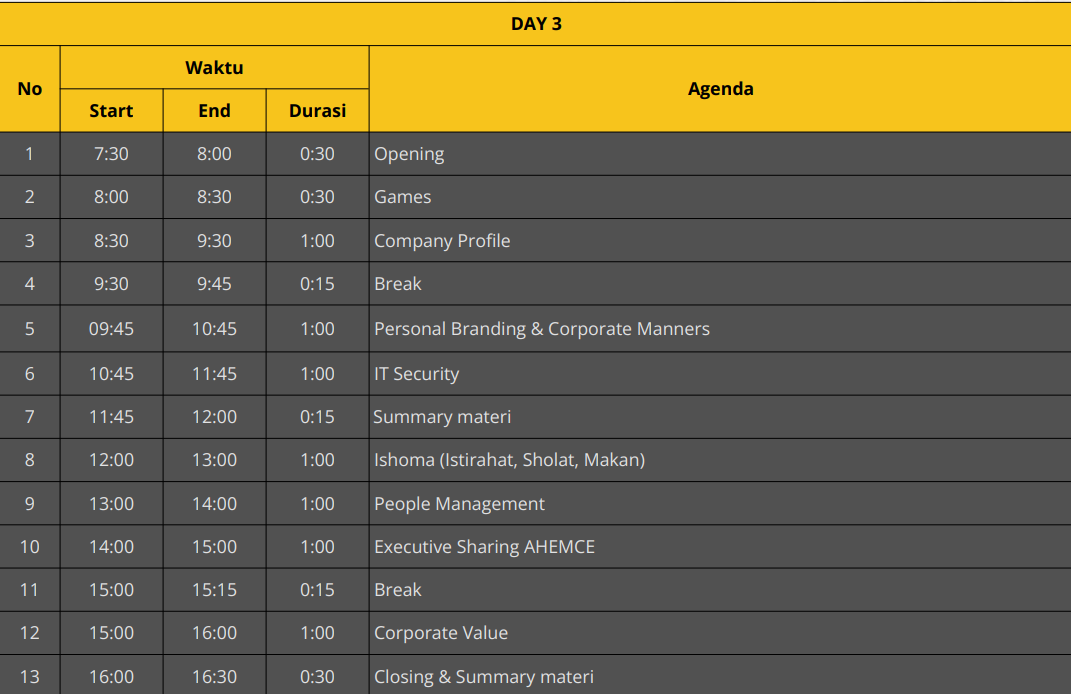 DAY 3
No Waktu Agenda
Start End Durasi
1 7:30 8:00 0:30 Opening
2 8:00 8:30 0:30 Games
3 8:30 9:30 1:00 Company Profile
4 9:30 9:45 0:15 Break
5 09:45 10:45 1:00 Personal Branding & Corporate Manners
6 10:45 11:45 1:00 IT Security
7 11:45 12:00 0:15 Summary materi
8 12:00 13:00 1:00 Ishoma (Istirahat, Sholat, Makan)
9 13:00 14:00 1:00 People Management
10 14:00 15:00 1:00 Executive Sharing AHEMCE
11 15:00 15:15 0:15 Break
12 15:00 16:00 1:00 Corporate Value
13 16:00 16:30 0:30 Closing & Summary materi